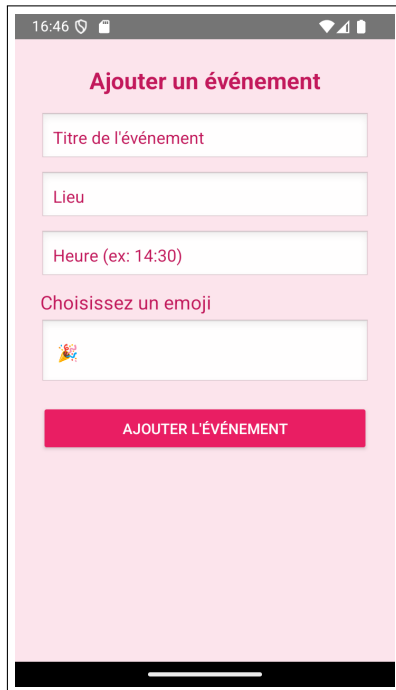 16:46
Ajouter un événement
Titre de l'événement
Lieu
Heure (ex: 14:30)
Choisissez un emoji
🎉
AJOUTER L'ÉVÉNEMENT